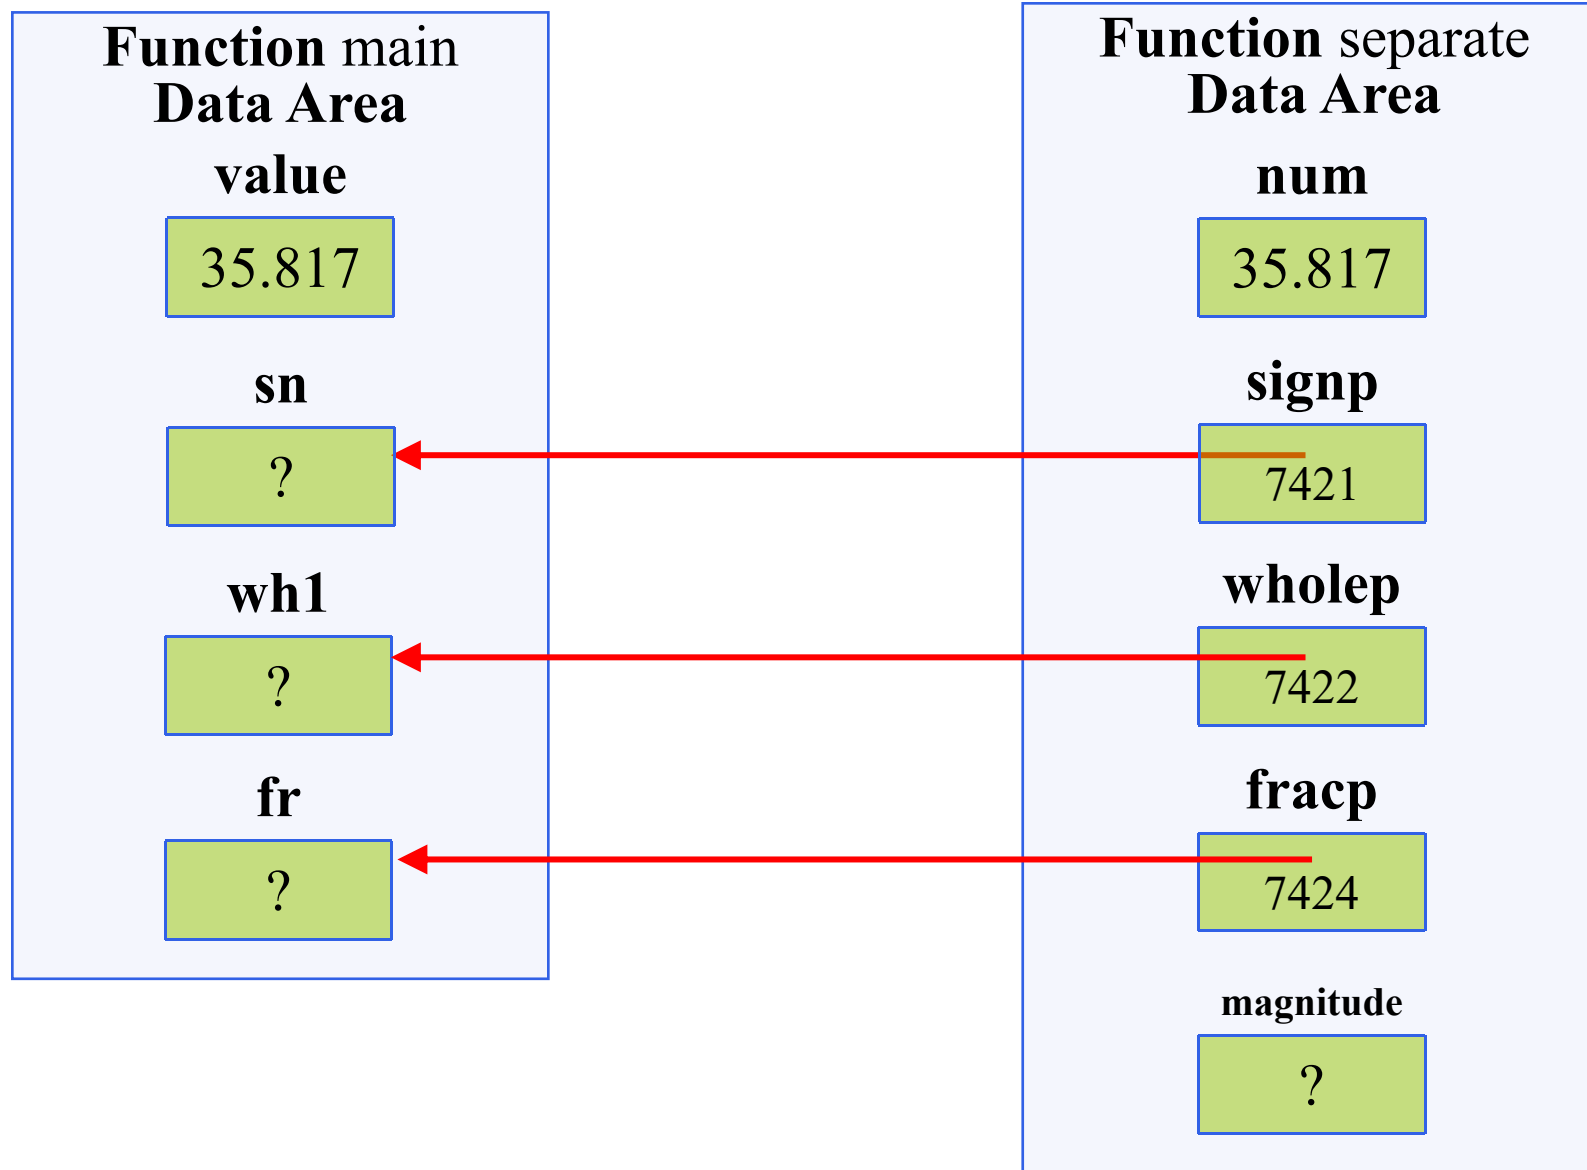 Function main
Data Area
value
35.817
sn
?
wh1
?
fr
?
Function separate
Data Area
num
35.817
signp
7421
wholep
7422
fracp
7424
magnitude
?